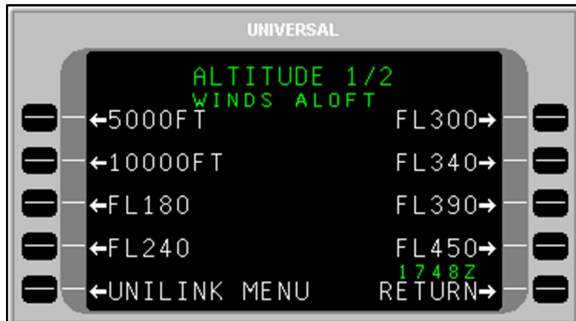 UNIVERSAL
ALTITUDE 1/2
WINDS ALOFT
←5000FT FL300→
←10000FT FL340→
←FL180 FL390→
←FL240 FL450→
1748Z
←UNILINK MENU RETURN→